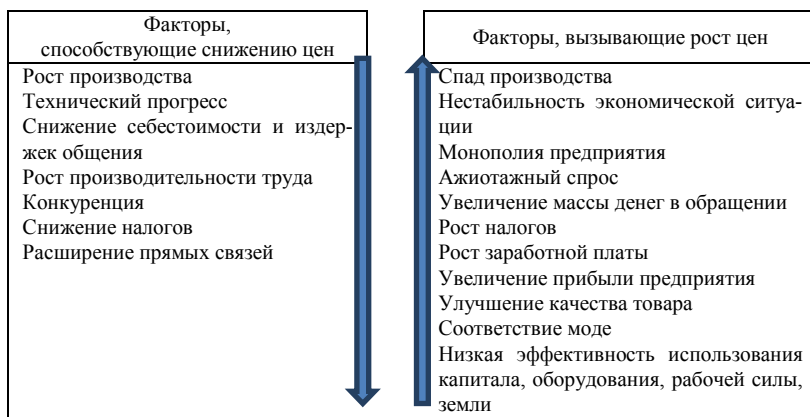 Факторы,
способствующие снижению цен
Рост производства
Технический прогресс
Снижение себестоимости и издер-
жек общения
Рост производительности труда
Конкуренция
Снижение налогов
Расширение прямых связей
Факторы, вызывающие рост цен
Спад производства
Нестабильность экономической ситуа-
ции
Монополия предприятия
Ажиотажный спрос
Увеличение массы денег в обращении
Рост налогов
Рост заработной платы
Увеличение прибыли предприятия
Улучшение качества товара
Соответствие моде
Низкая эффективность использования
капитала, оборудования, рабочей силы,
земли